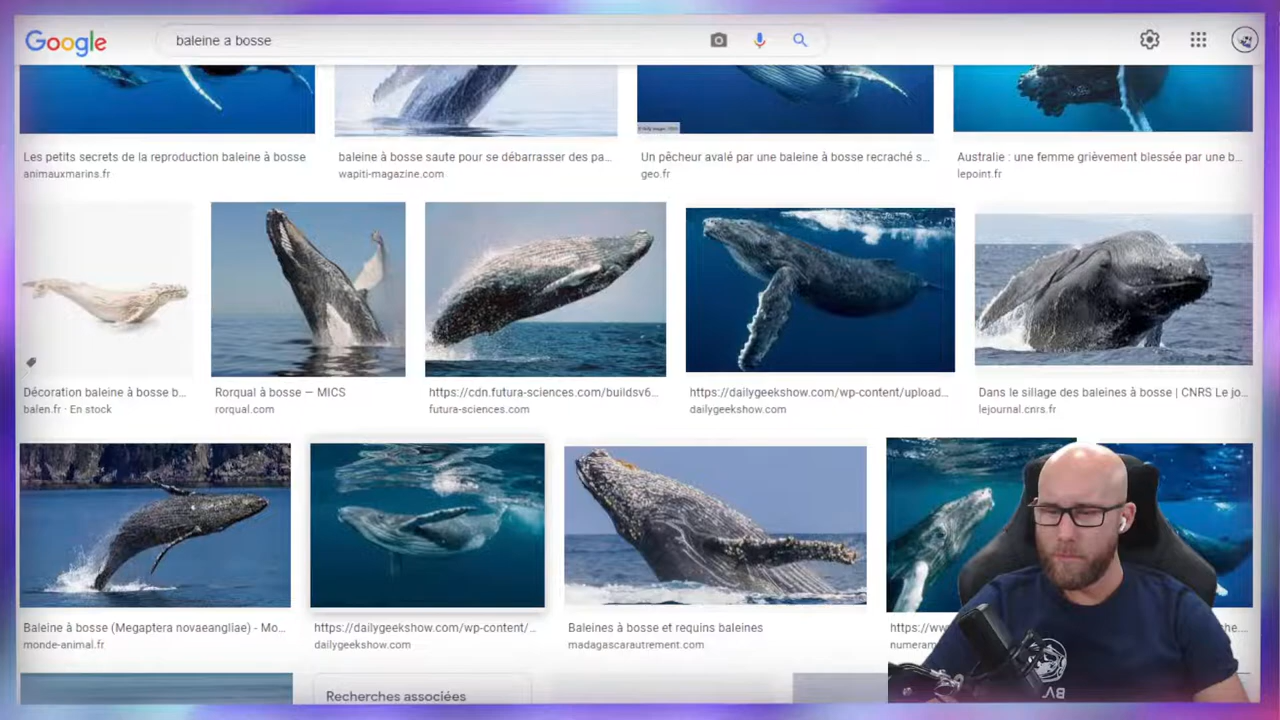 Google
baleine a bosse
Les petits secrets de la reproduction baleine à bosse
animauxmarins.fr
baleine à bosse saute pour se débarrasser des pa...
wapiti-magazine.com
Un pêcheur avalé par une baleine à bosse recraché s...
geo.fr
Australie : une femme grièvement blessée par une b...
lepoint.fr
Décoration baleine à bosse b...
balen.fr · En stock
Rorqual à bosse — MICS
rorqual.com
https://cdn.futura-sciences.com/buildsv6...
futura-sciences.com
https://dailygeekshow.com/wp-content/upload...
dailygeekshow.com
Dans le sillage des baleines à bosse | CNRS Le jo...
lejournal.cnrs.fr
Baleine à bosse (Megaptera novaeangliae) - Mo...
monde-animal.fr
https://dailygeekshow.com/wp-content/...
dailygeekshow.com
Baleines à bosse et requins baleines
madagascarautrement.com
https://ww
numeram
Recherches associées